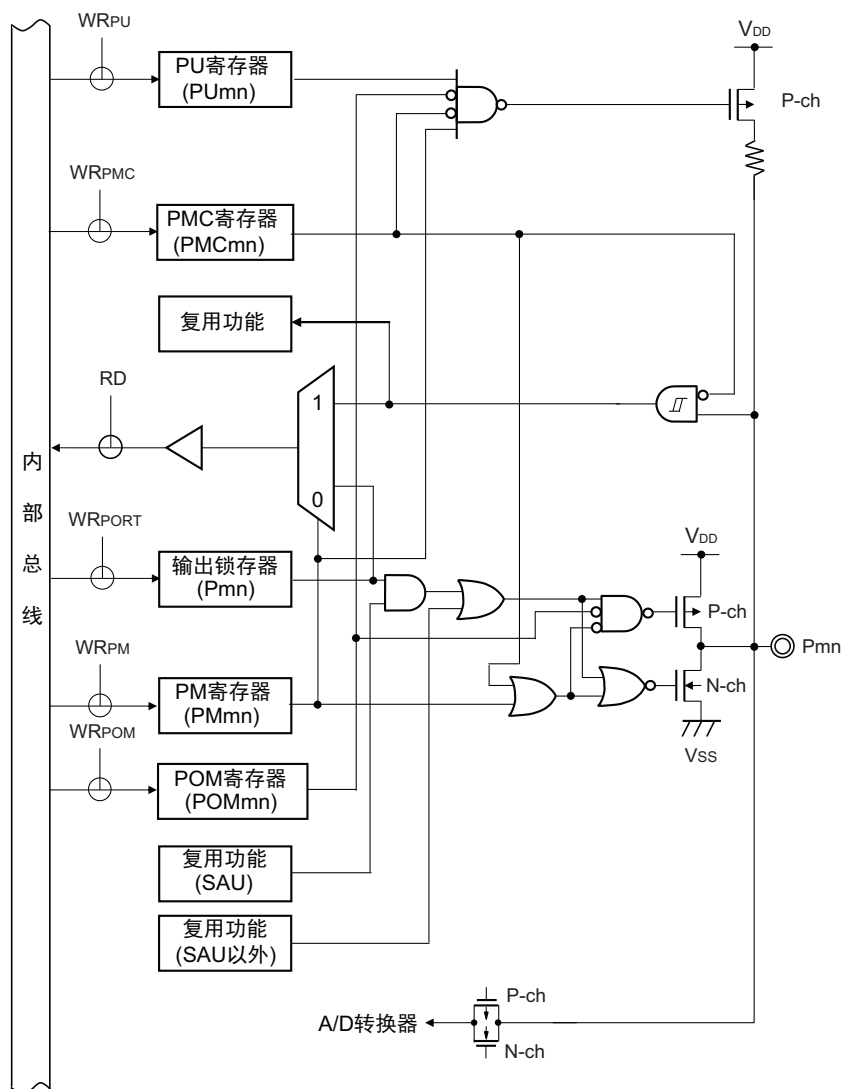 WRPU
PU寄存器
(PUmn)
VDD
P-ch
WRPMC
PMC寄存器
(PMCmn)
复用功能
RD
1
0
内部总线
WRPORT
输出锁存器
(Pmn)
VDD
P-ch
Pmn
N-ch
VSS
WRPM
PM寄存器
(PMmn)
WRPOM
POM寄存器
(POMmn)
复用功能
(SAU)
复用功能
(SAU以外)
P-ch
A/D转换器
N-ch